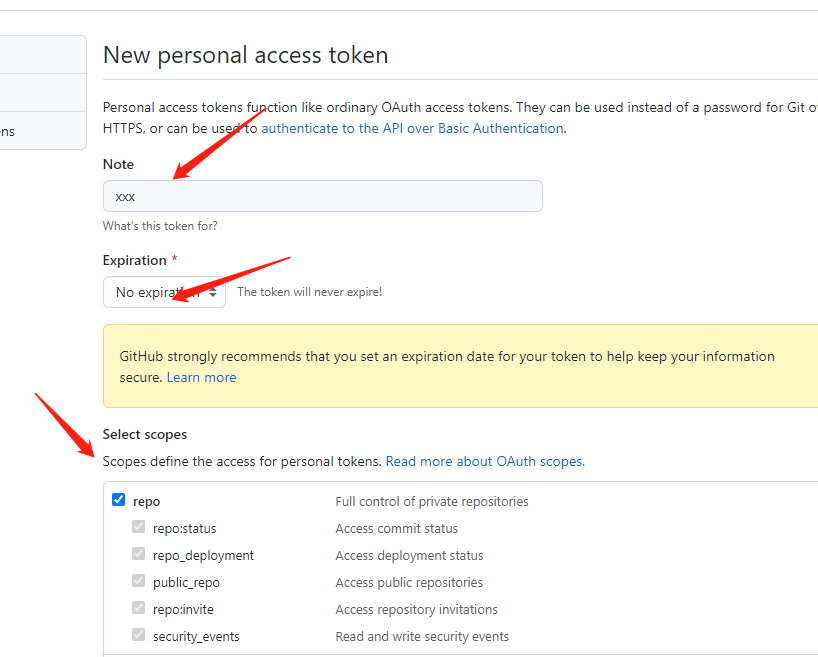 New personal access token
Personal access tokens function like ordinary OAuth access tokens. They can be used instead of a password for Git
ens
HTTPS, or can be used to authenticate to the API over Basic Authentication.
Note
xxx
What's this token for?
Expiration *
No expiration The token will never expire!
GitHub strongly recommends that you set an expiration date for your token to help keep your information
secure. Learn more
Select scopes
Scopes define the access for personal tokens. Read more about OAuth scopes.
repo Full control of private repositories
repo:status Access commit status
repo_deployment Access deployment status
public_repo Access public repositories
repo:invite Access repository invitations
security_events Read and write security events